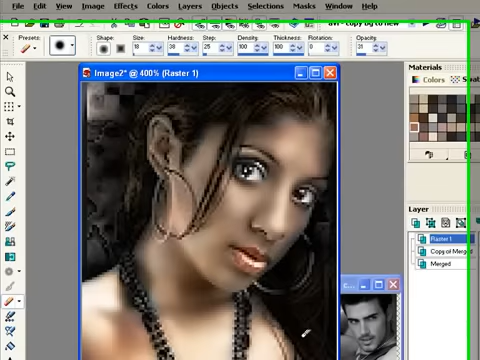 File Edit View Image Effects Colors Layers Objects Selections Masks Window Help
Presets: Shape: Size: Hardness: Step: Density: Thickness: Rotation: Opacity:
18 38 25 100 100 0 31
Image2* @ 400% (Raster 1)
Materials
Colors
Layer
Raster 1
Copy of Merged
Merged